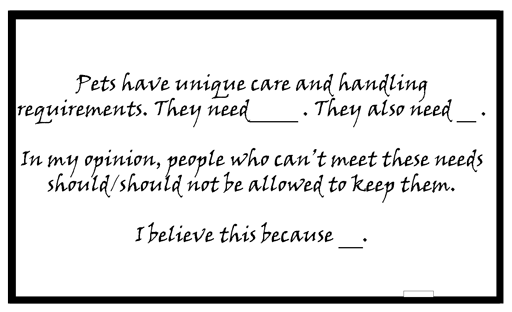 Pets have unique care and handling
requirements. They need_____ . They also need __ .
In my opinion, people who can't meet these needs
should/should not be allowed to keep them.
I believe this because __.